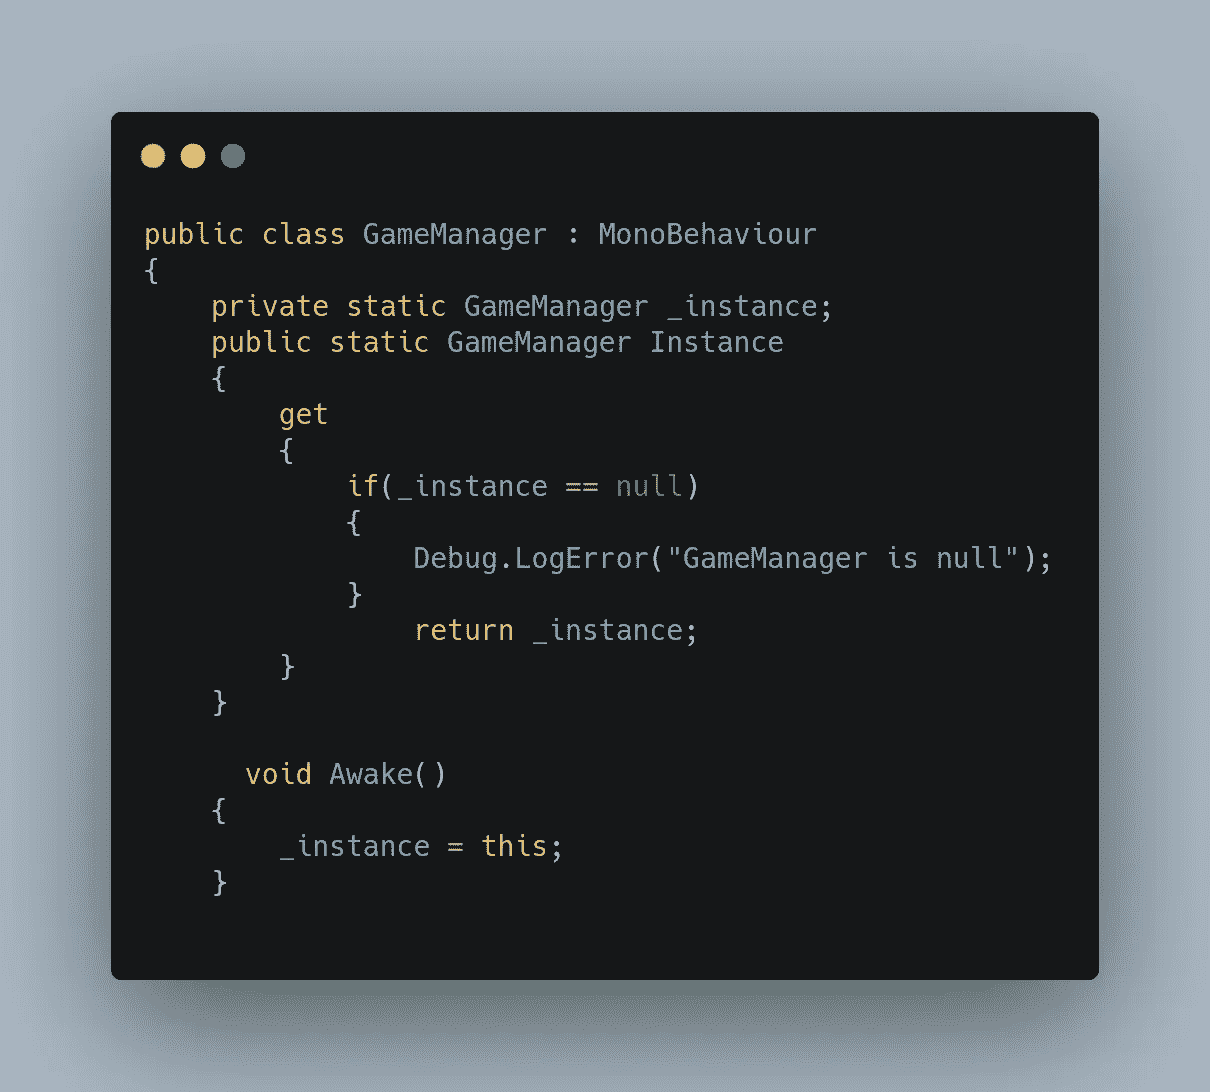 public class GameManager : MonoBehaviour
{
    private static GameManager _instance;
    public static GameManager Instance
    {
        get
        {
            if(_instance == null)
            {
                Debug.LogError("GameManager is null");
            }
                return _instance;
        }
    }

      void Awake()
    {
        _instance = this;
    }